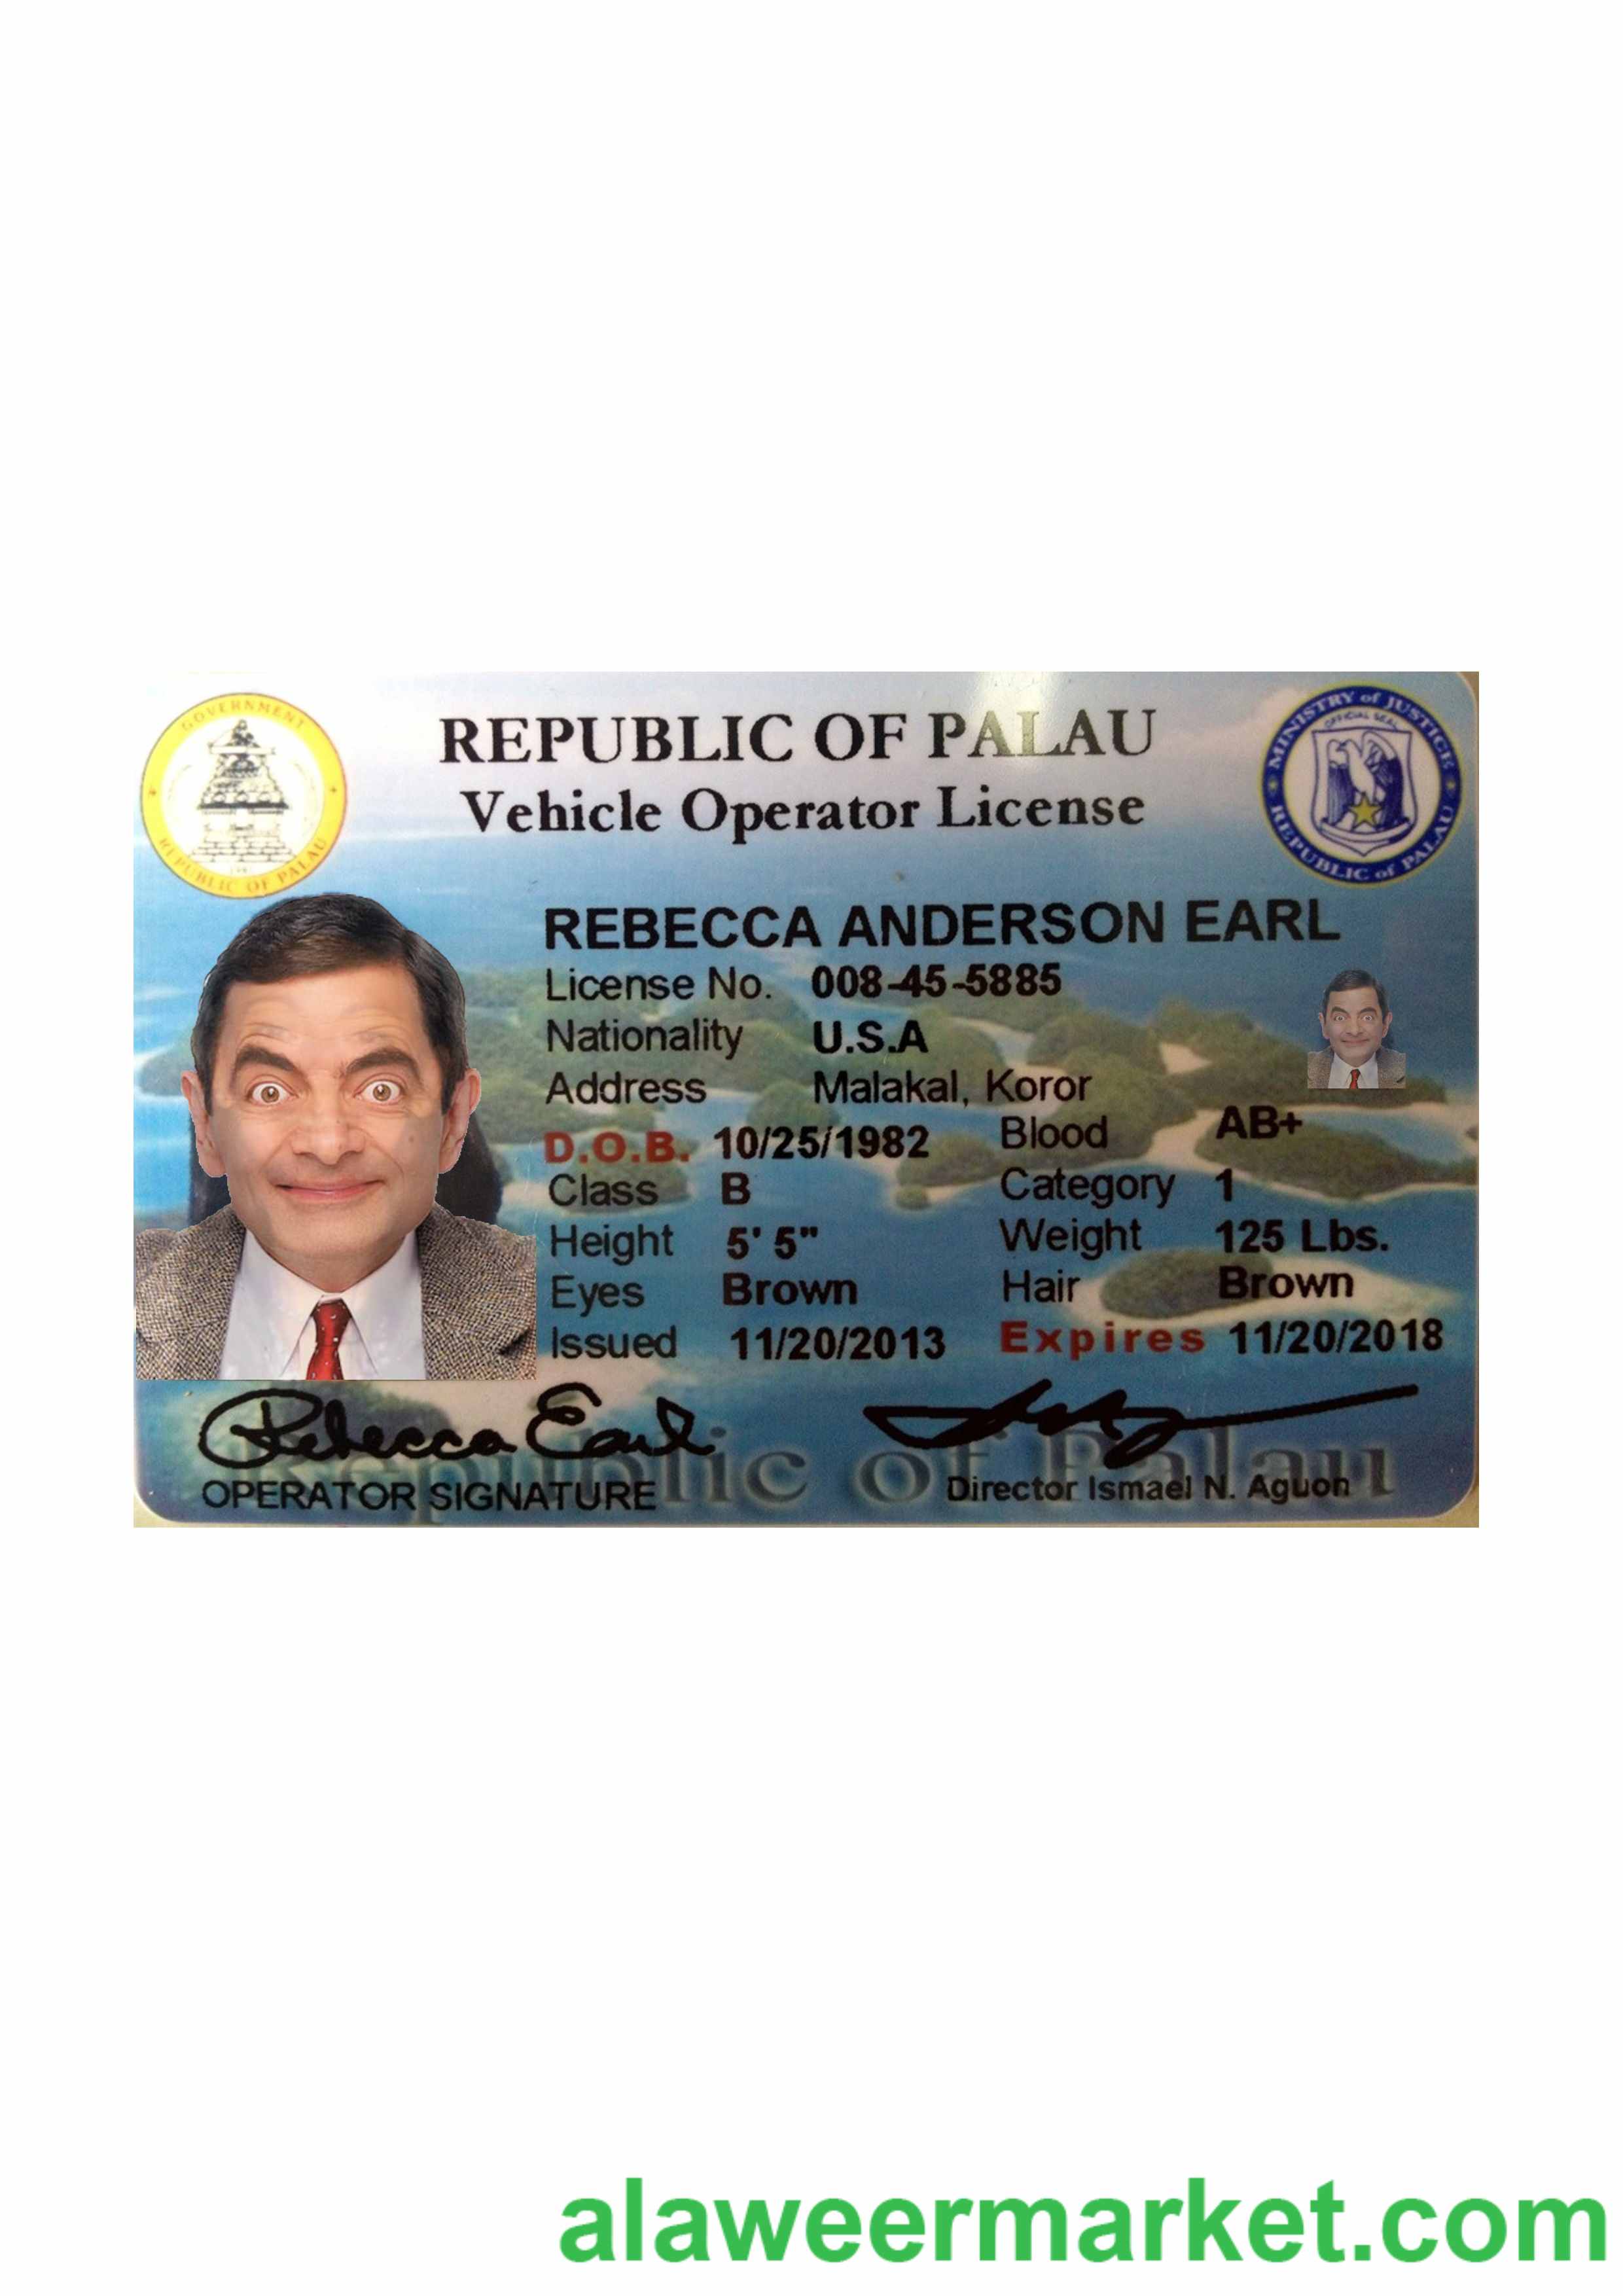 GOVERNMENT
REPUBLIC OF PALAU
REPUBLIC OF PALAU
Vehicle Operator License
MINISTRY of JUSTICE
OFFICIAL SEAL
REPUBLIC of PALAU
REBECCA ANDERSON EARL
License No. 008-45-5885
Nationality U.S.A
Address Malakal, Koror
D.O.B. 10/25/1982 Blood AB+
Class B Category 1
Height 5' 5" Weight 125 Lbs.
Eyes Brown Hair Brown
Issued 11/20/2013 Expires 11/20/2018
Rebecca Earl
Republic of Palau
OPERATOR SIGNATURE Director Ismael N. Aguon
alaweermarket.com